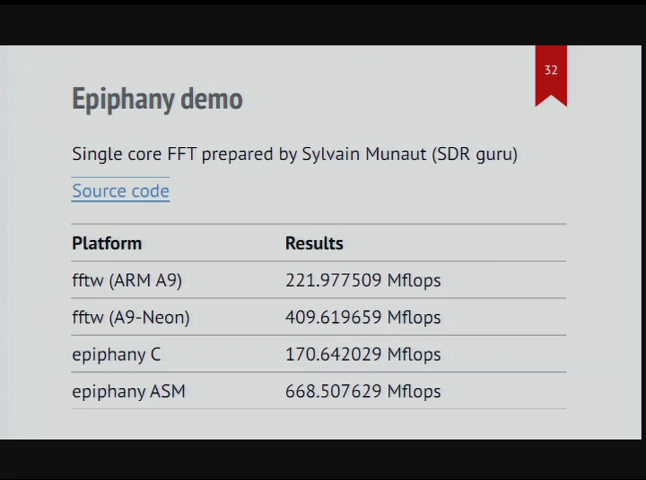 32
Epiphany demo
Single core FFT prepared by Sylvain Munaut (SDR guru)
Source code
Platform Results
fftw (ARM A9) 221.977509 Mflops
fftw (A9-Neon) 409.619659 Mflops
epiphany C 170.642029 Mflops
epiphany ASM 668.507629 Mflops